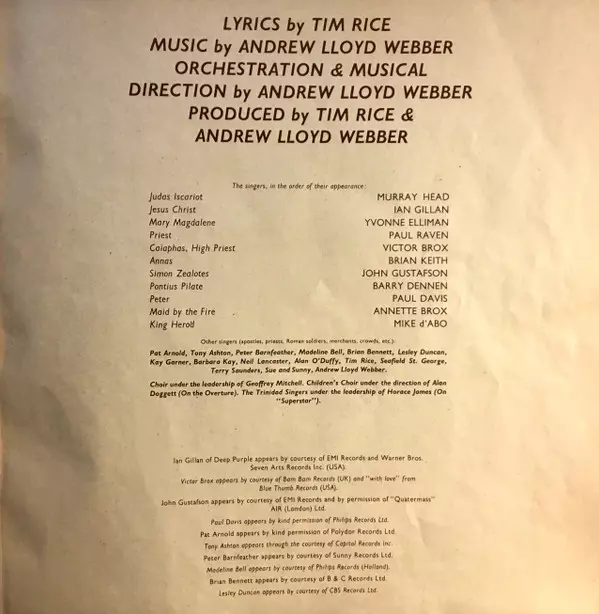 LYRICS by TIM RICE
MUSIC by ANDREW LLOYD WEBBER
ORCHESTRATION & MUSICAL
DIRECTION by ANDREW LLOYD WEBBER
PRODUCED by TIM RICE &
ANDREW LLOYD WEBBER
The singers, in the order of their appearance:
Judas Iscariot MURRAY HEAD
Jesus Christ IAN GILLAN
Mary Magdalene YVONNE ELLIMAN
Priest PAUL RAVEN
Caiaphas, High Priest VICTOR BROX
Annas BRIAN KEITH
Simon Zealotes JOHN GUSTAFSON
Pontius Pilate BARRY DENNEN
Peter PAUL DAVIS
Maid by the Fire ANNETTE BROX
King Herod MIKE d'ABO
Other singers (apostles, priests, Roman soldiers, merchants, crowds, etc.):
Pat Arnold, Tony Ashton, Peter Barnfeather, Madeline Bell, Brian Bennett, Lesley Duncan,
Kay Garner, Barbara Kay, Neil Lancaster, Alan O'Duffy, Tim Rice, Seafield St. George,
Terry Saunders, Sue and Sunny, Andrew Lloyd Webber.
Choir under the leadership of Geoffrey Mitchell. Children's Choir under the direction of Alan
Doggett (On the Overture). The Trinidad Singers under the leadership of Horace James (On
"Superstar").
Ian Gillan of Deep Purple appears by courtesy of EMI Records and Warner Bros.
Seven Arts Records Inc. (USA)
Victor Brox appears by courtesy of Bam Bam Records (UK) and "with love" from
Blue Thumb Records (USA).
John Gustafson appears by courtesy of EMI Records and by permission of "Quatermass"
AIR (London) Ltd.
Paul Davis appears by kind permission of Philips Records Ltd.
Pat Arnold appears by kind permission of Polydor Records Ltd.
Tony Ashton appears through the courtesy of Capitol Records Inc.
Peter Barnfeather appears by courtesy of Sunny Records Ltd.
Madeline Bell appears by courtesy of Philips Records (Holland).
Brian Bennett appears by courtesy of B & C Records Ltd.
Lesley Duncan appears by courtesy of CBS Records Ltd.